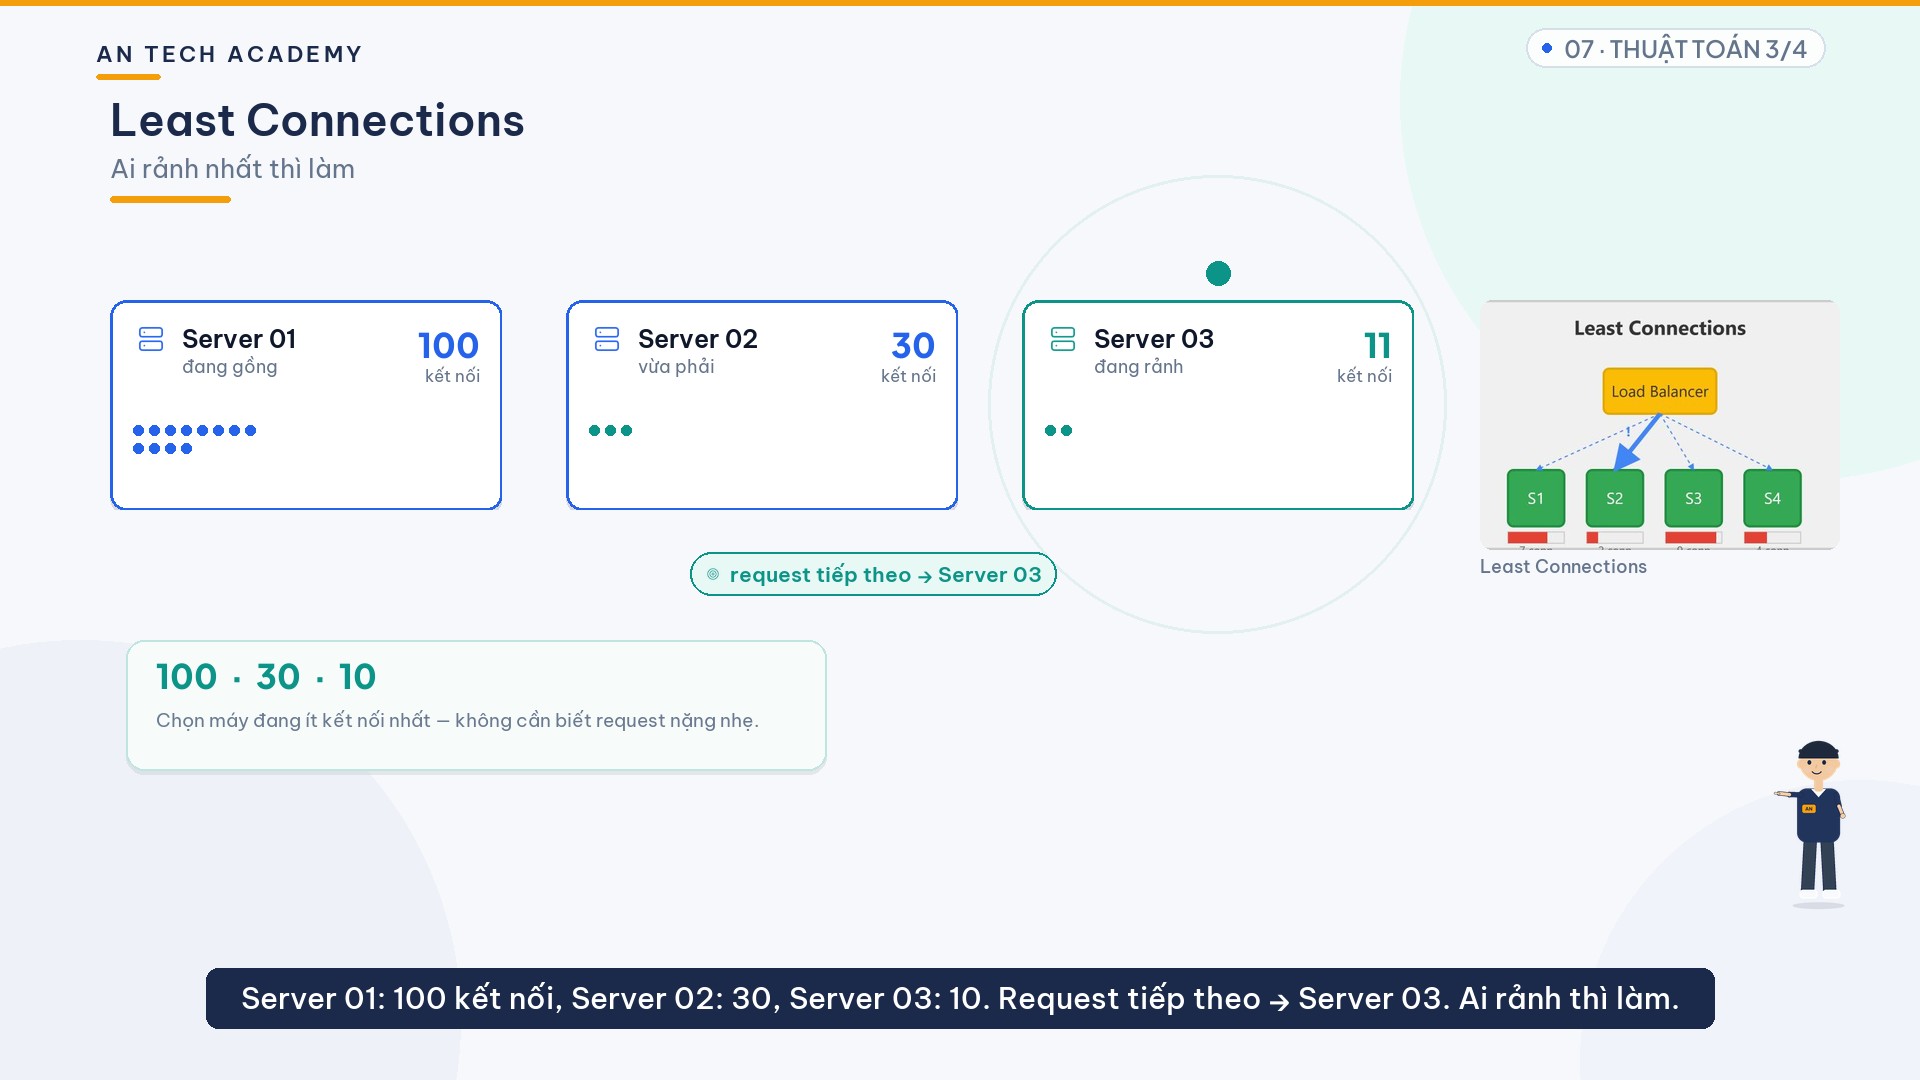 AN TECH ACADEMY
07 · THUẬT TOÁN 3/4
Least Connections
Ai rảnh nhất thì làm
Server 01
đang gồng
100
kết nối
Server 02
vừa phải
30
kết nối
Server 03
đang rảnh
11
kết nối
Least Connections
Load Balancer
!
S1
S2
S3
S4
Least Connections
request tiếp theo → Server 03
100 · 30 · 10
Chọn máy đang ít kết nối nhất — không cần biết request nặng nhẹ.
AN
Server 01: 100 kết nối, Server 02: 30, Server 03: 10. Request tiếp theo → Server 03. Ai rảnh thì làm.